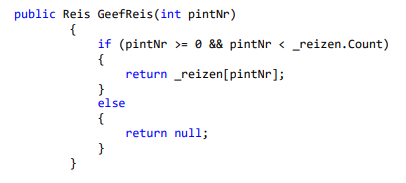 public Reis GeefReis(int pintNr)
{
if (pintNr >= 0 && pintNr < _reizen.Count)
{
return _reizen[pintNr];
}
else
{
return null;
}
}